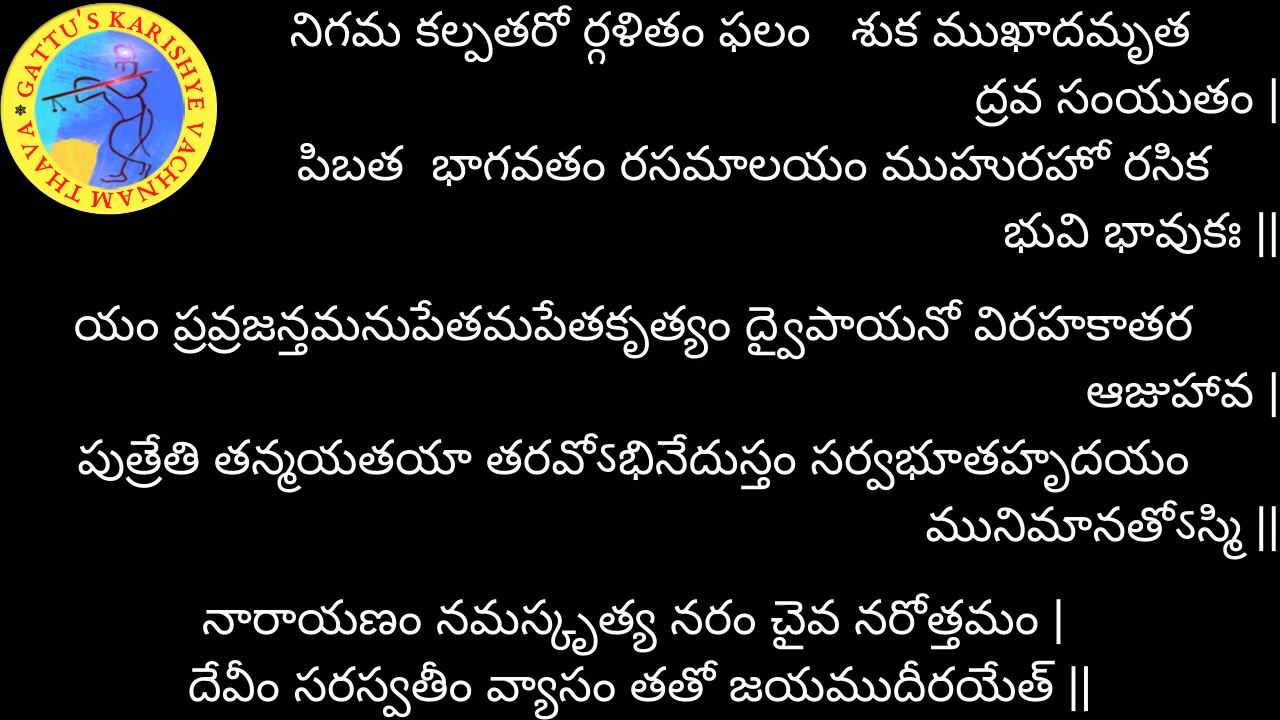 GATTU'S KARISHYE VACHNAM THAVA
నిగమ కల్పతరో ర్గళితం ఫలం శుక ముఖాదమృత
ద్రవ సంయుతం |
పిబత భాగవతం రసమాలయం ముహురహో రసిక
భువి భావుకః ||
యం ప్రవ్రజన్తమనుపేతమపేతకృత్యం ద్వైపాయనో విరహకాతర
ఆజుహావ |
పుత్రేతి తన్మయతయా తరవోఽభినేదుస్తం సర్వభూతహృదయం
మునిమానతోఽస్మి ||
నారాయణం నమస్కృత్య నరం చైవ నరోత్తమం |
దేవీం సరస్వతీం వ్యాసం తతో జయముదీరయేత్ ||